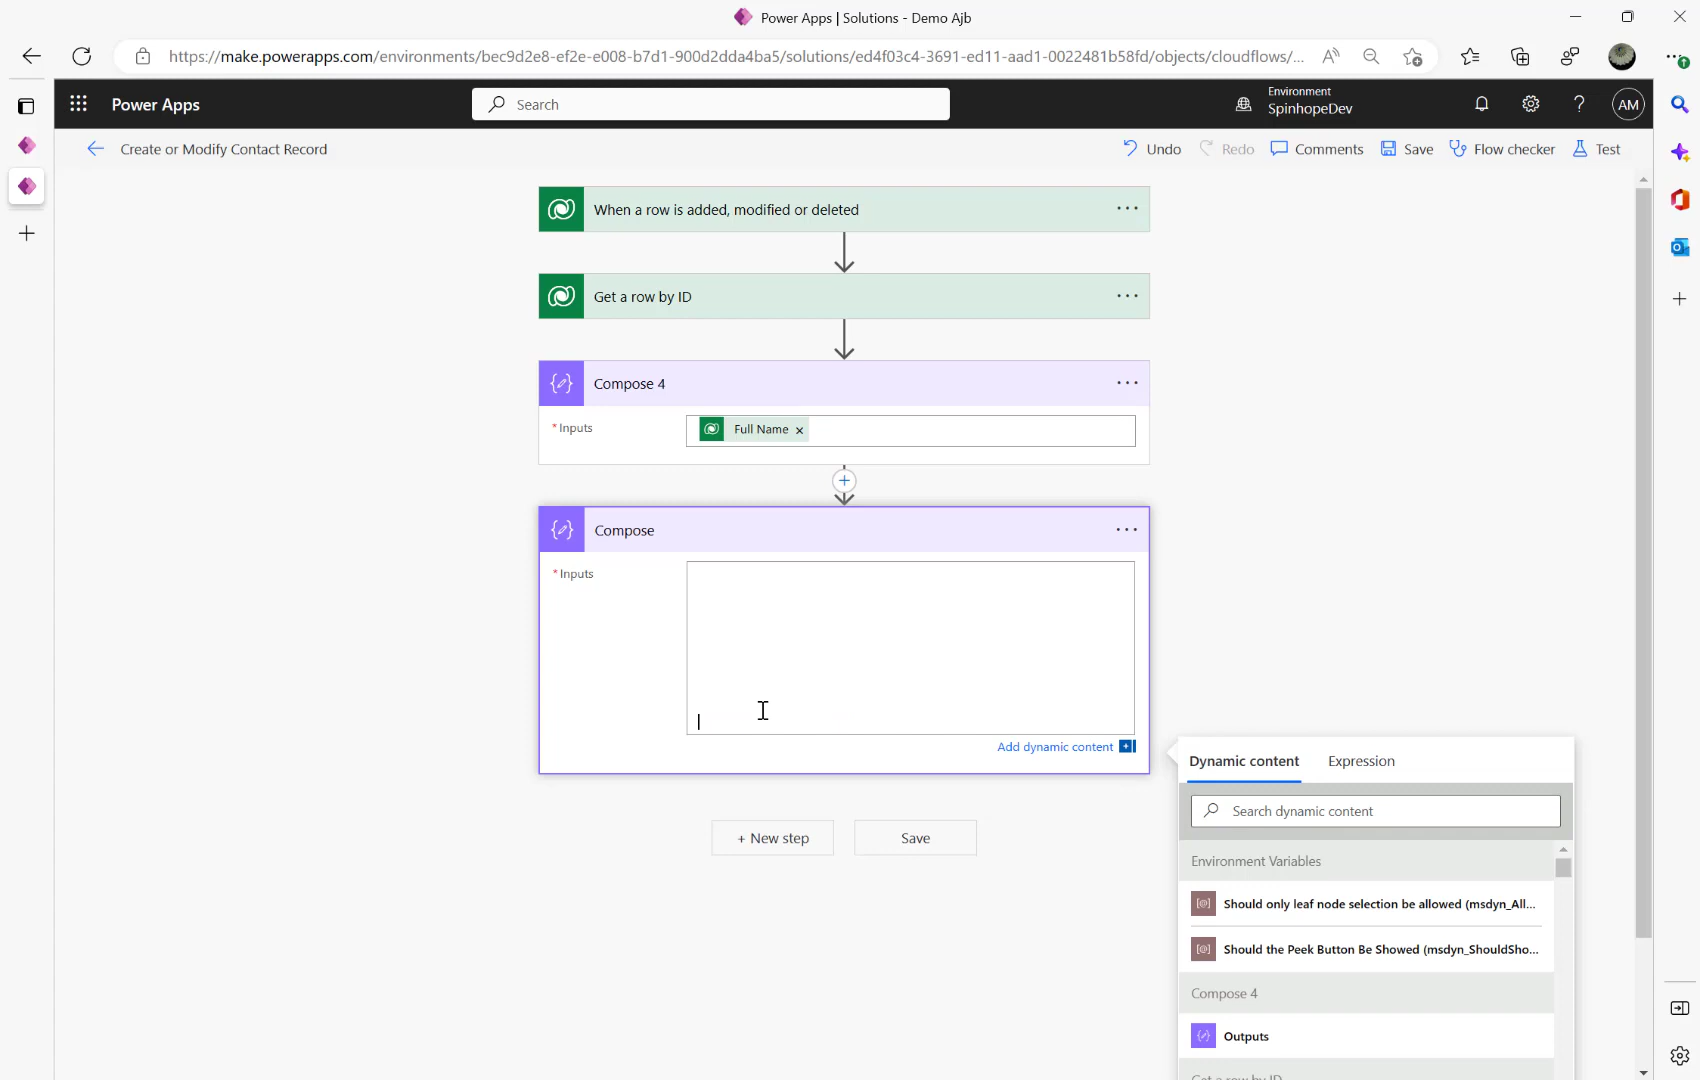 Power Apps | Solutions - Demo Ajb
https://make.powerapps.com/environments/bec9d2e8-ef2e-e008-b7d1-900d2dda4ba5/solutions/ed4f03c4-3691-ed11-aad1-0022481b58fd/objects/cloudflows/...
Power Apps
Search
Environment
SpinhopeDev
AM
Create or Modify Contact Record
Undo
Redo
Comments
Save
Flow checker
Test
When a row is added, modified or deleted
Get a row by ID
Compose 4
* Inputs
Full Name ×
Compose
* Inputs
Add dynamic content
+ New step
Save
Dynamic content
Expression
Search dynamic content
Environment Variables
Should only leaf node selection be allowed (msdyn_All...
Should the Peek Button Be Showed (msdyn_ShouldSho...
Compose 4
Outputs
Get a row by ID